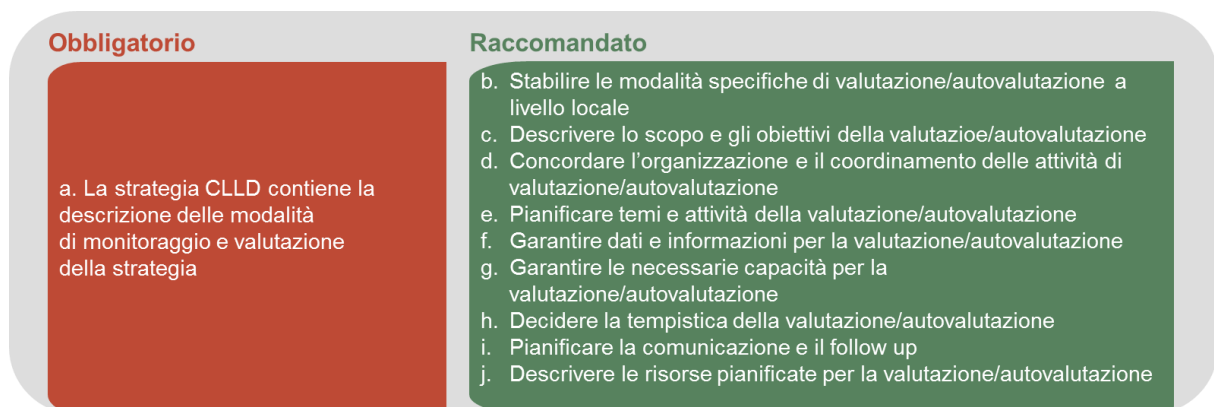 Obbligatorio
a. La strategia CLLD contiene la
descrizione delle modalità
di monitoraggio e valutazione
della strategia
Raccomandato
b. Stabilire le modalità specifiche di valutazione/autovalutazione a
livello locale
c. Descrivere lo scopo e gli obiettivi della valutazioe/autovalutazione
d. Concordare l'organizzazione e il coordinamento delle attività di
valutazione/autovalutazione
e. Pianificare temi e attività della valutazione/autovalutazione
f. Garantire dati e informazioni per la valutazione/autovalutazione
g. Garantire le necessarie capacità per la
valutazione/autovalutazione
h. Decidere la tempistica della valutazione/autovalutazione
i. Pianificare la comunicazione e il follow up
j. Descrivere le risorse pianificate per la valutazione/autovalutazione